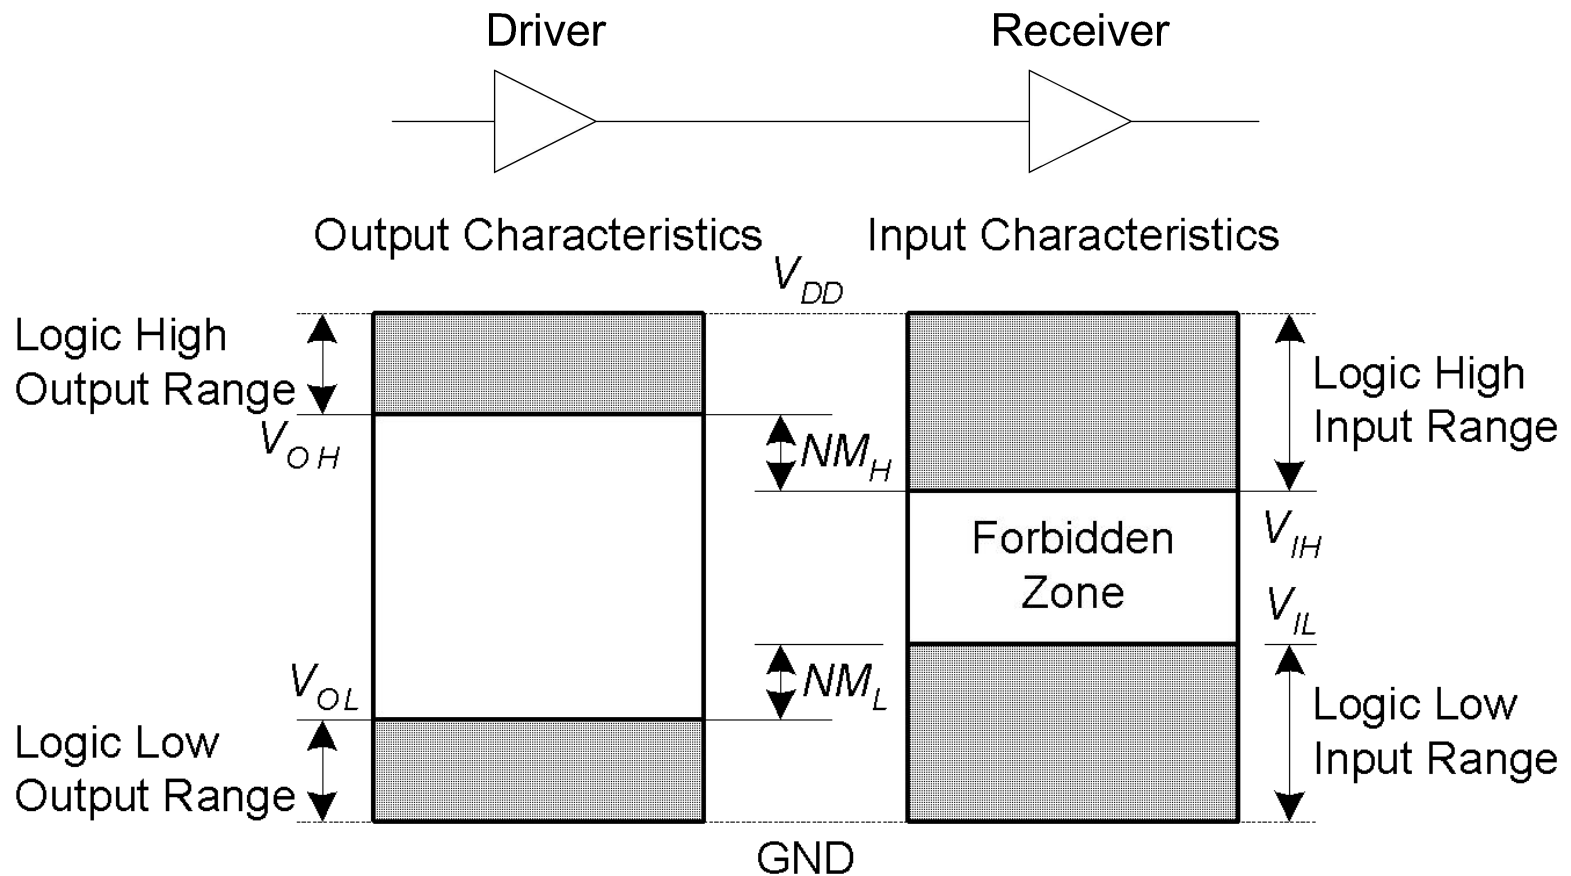 Driver
Receiver
Output Characteristics
Input Characteristics
VDD
Logic High
Output Range
Logic High
Input Range
VOH
NMH
Forbidden
Zone
VIH
VIL
VOL
NML
Logic Low
Output Range
Logic Low
Input Range
GND